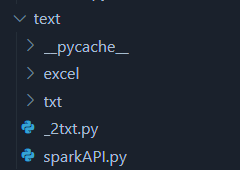 text
__pycache__
excel
txt
_2txt.py
sparkAPI.py